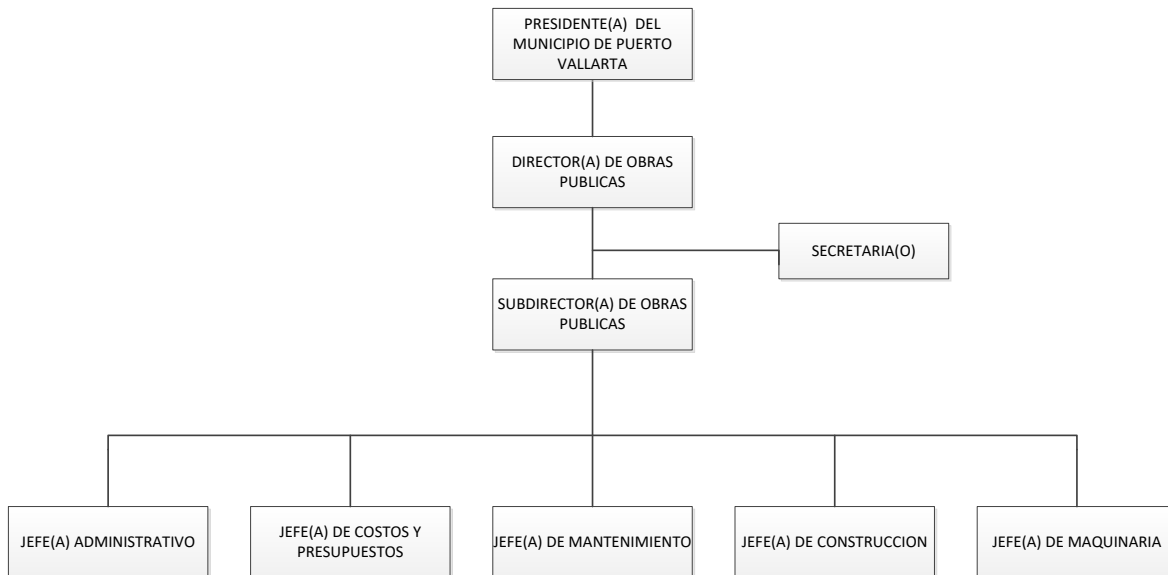 PRESIDENTE(A) DEL
MUNICIPIO DE PUERTO
VALLARTA
DIRECTOR(A) DE OBRAS
PUBLICAS
SECRETARIA(O)
SUBDIRECTOR(A) DE OBRAS
PUBLICAS
JEFE(A) ADMINISTRATIVO
JEFE(A) DE COSTOS Y
PRESUPUESTOS
JEFE(A) DE MANTENIMIENTO
JEFE(A) DE CONSTRUCCION
JEFE(A) DE MAQUINARIA